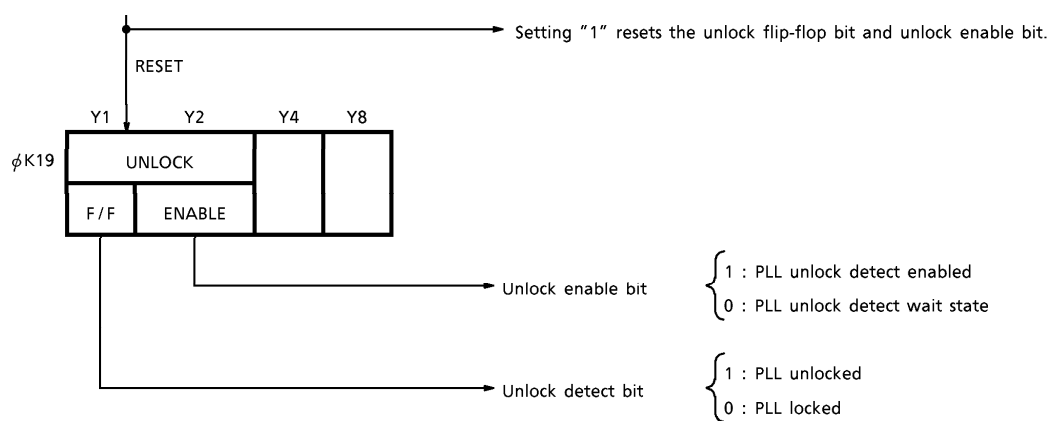 Setting "1" resets the unlock flip-flop bit and unlock enable bit.
RESET
Y1 Y2 Y4 Y8
ϕK19 UNLOCK
F/F ENABLE
Unlock enable bit
1 : PLL unlock detect enabled
0 : PLL unlock detect wait state
Unlock detect bit
1 : PLL unlocked
0 : PLL locked